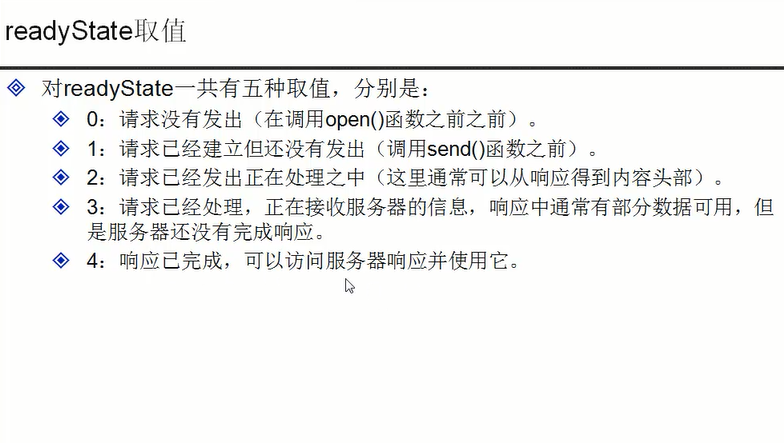 readyState取值
对readyState一共有五种取值，分别是：
0：请求没有发出（在调用open()函数之前之前）。
1：请求已经建立但还没有发出（调用send()函数之前）。
2：请求已经发出正在处理之中（这里通常可以从响应得到内容头部）。
3：请求已经处理，正在接收服务器的信息，响应中通常有部分数据可用，但
是服务器还没有完成响应。
4：响应已完成，可以访问服务器响应并使用它。